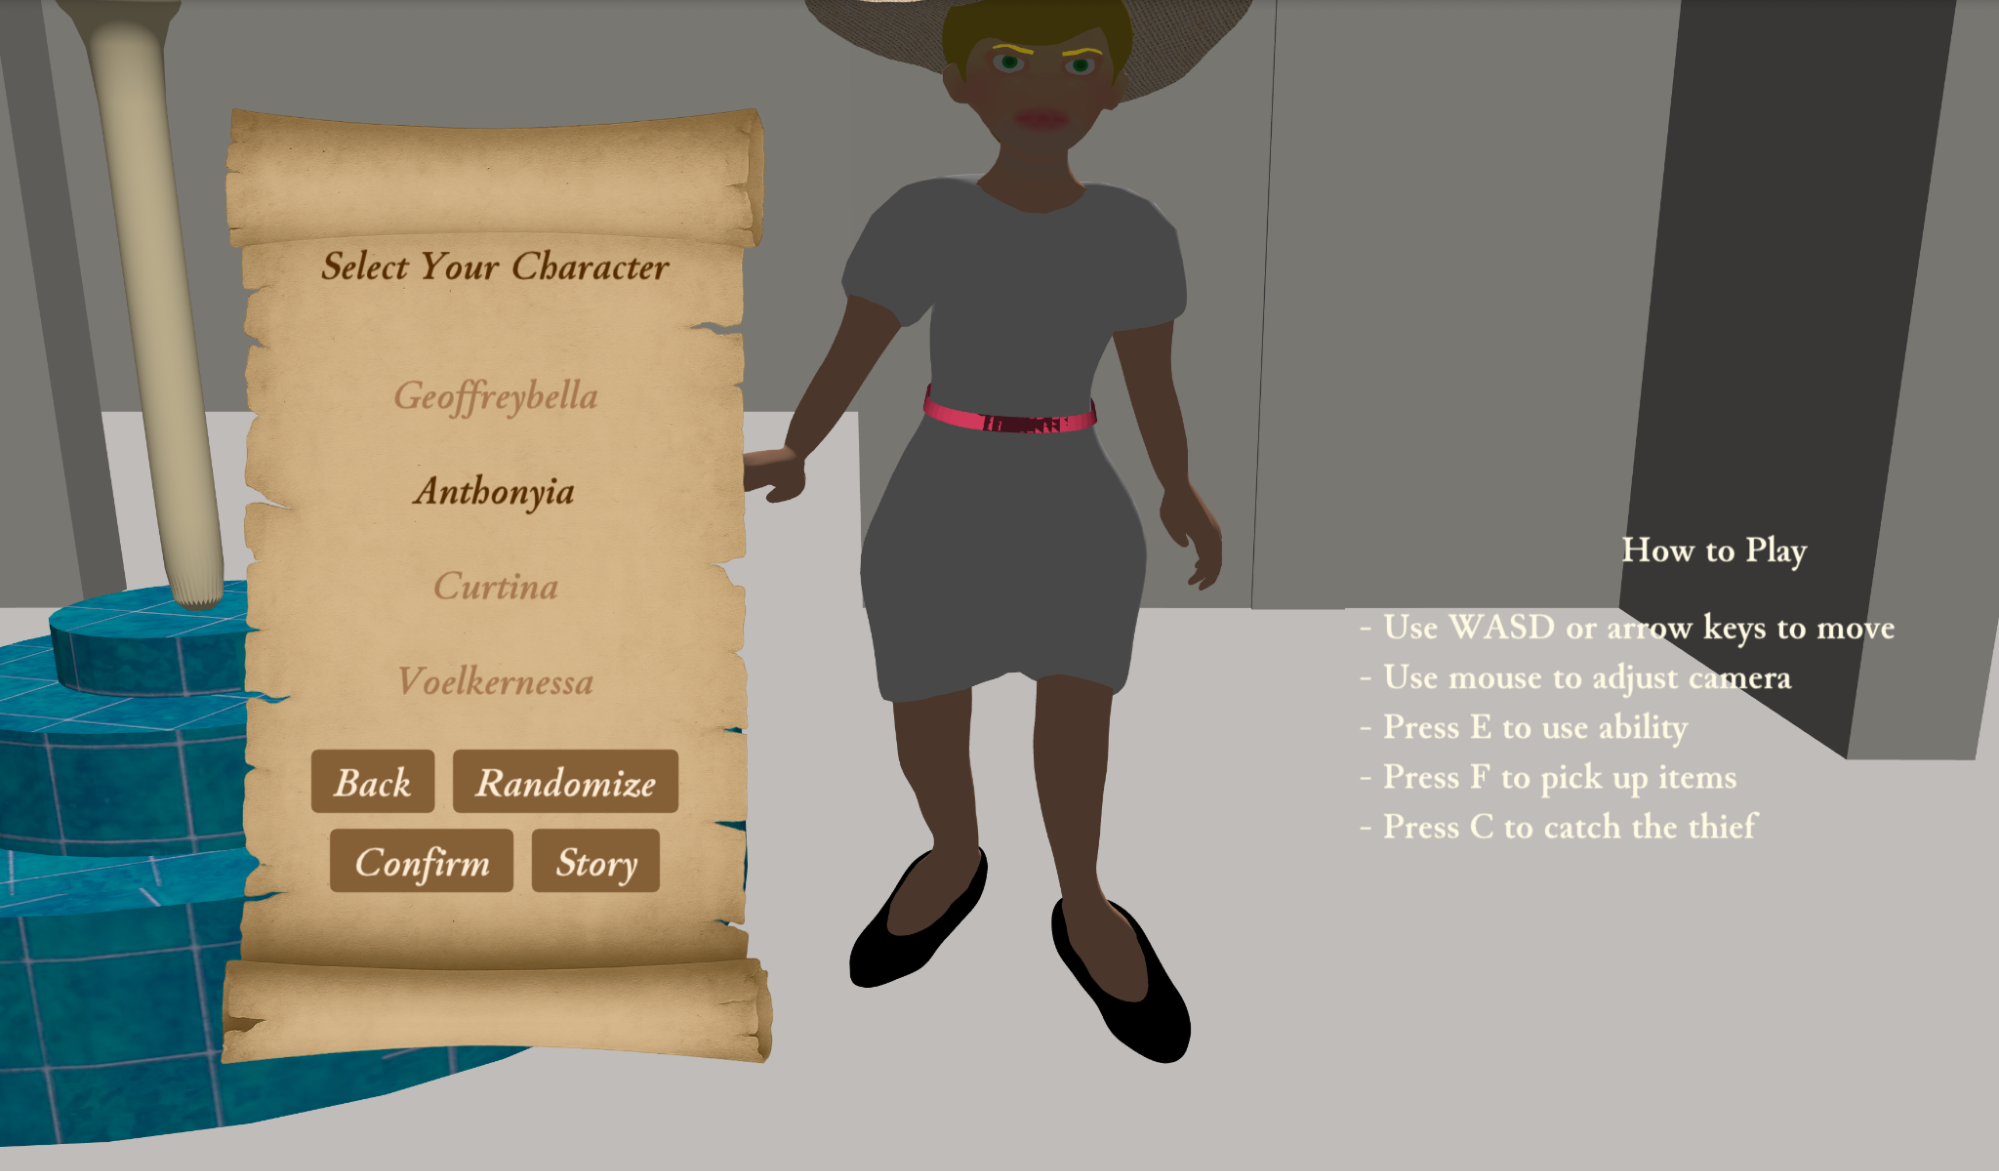 Select Your Character
Geoffreybella
Anthonyia
Curtina
Voelkernessa
Back
Randomize
Confirm
Story
How to Play
- Use WASD or arrow keys to move
- Use mouse to adjust camera
- Press E to use ability
- Press F to pick up items
- Press C to catch the thief